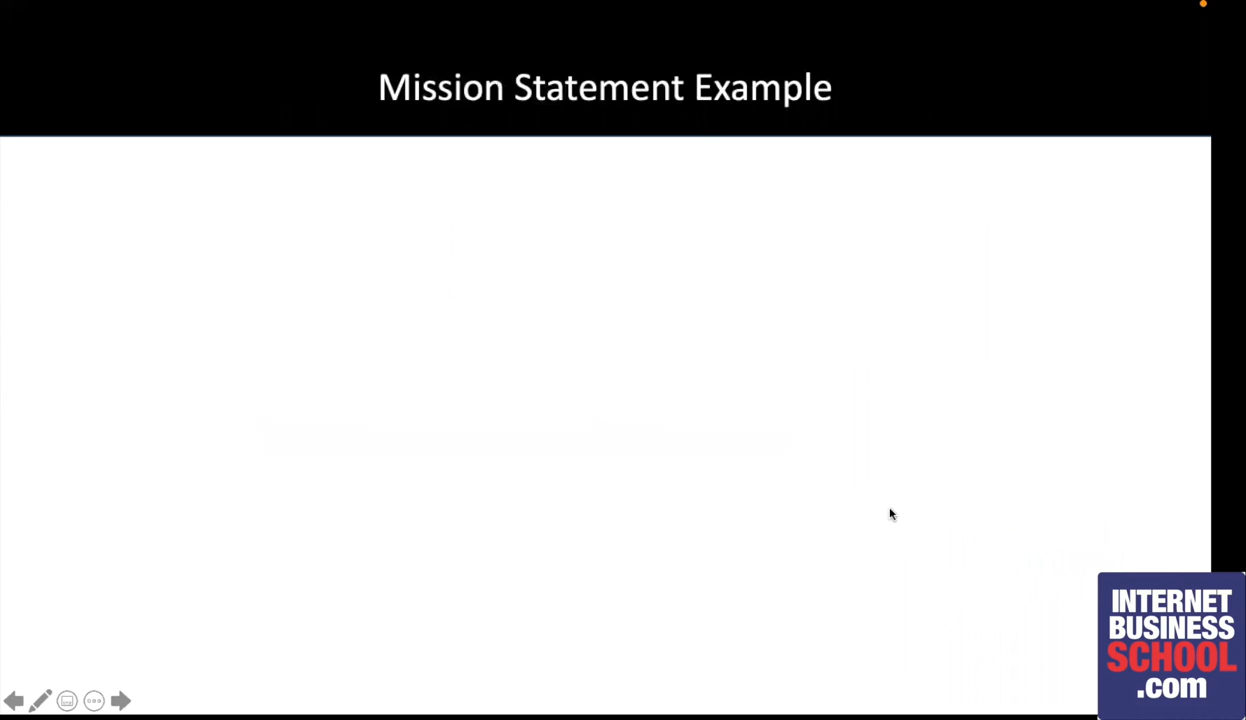 Mission Statement Example
INTERNET
BUSINESS
SCHOOL
.com